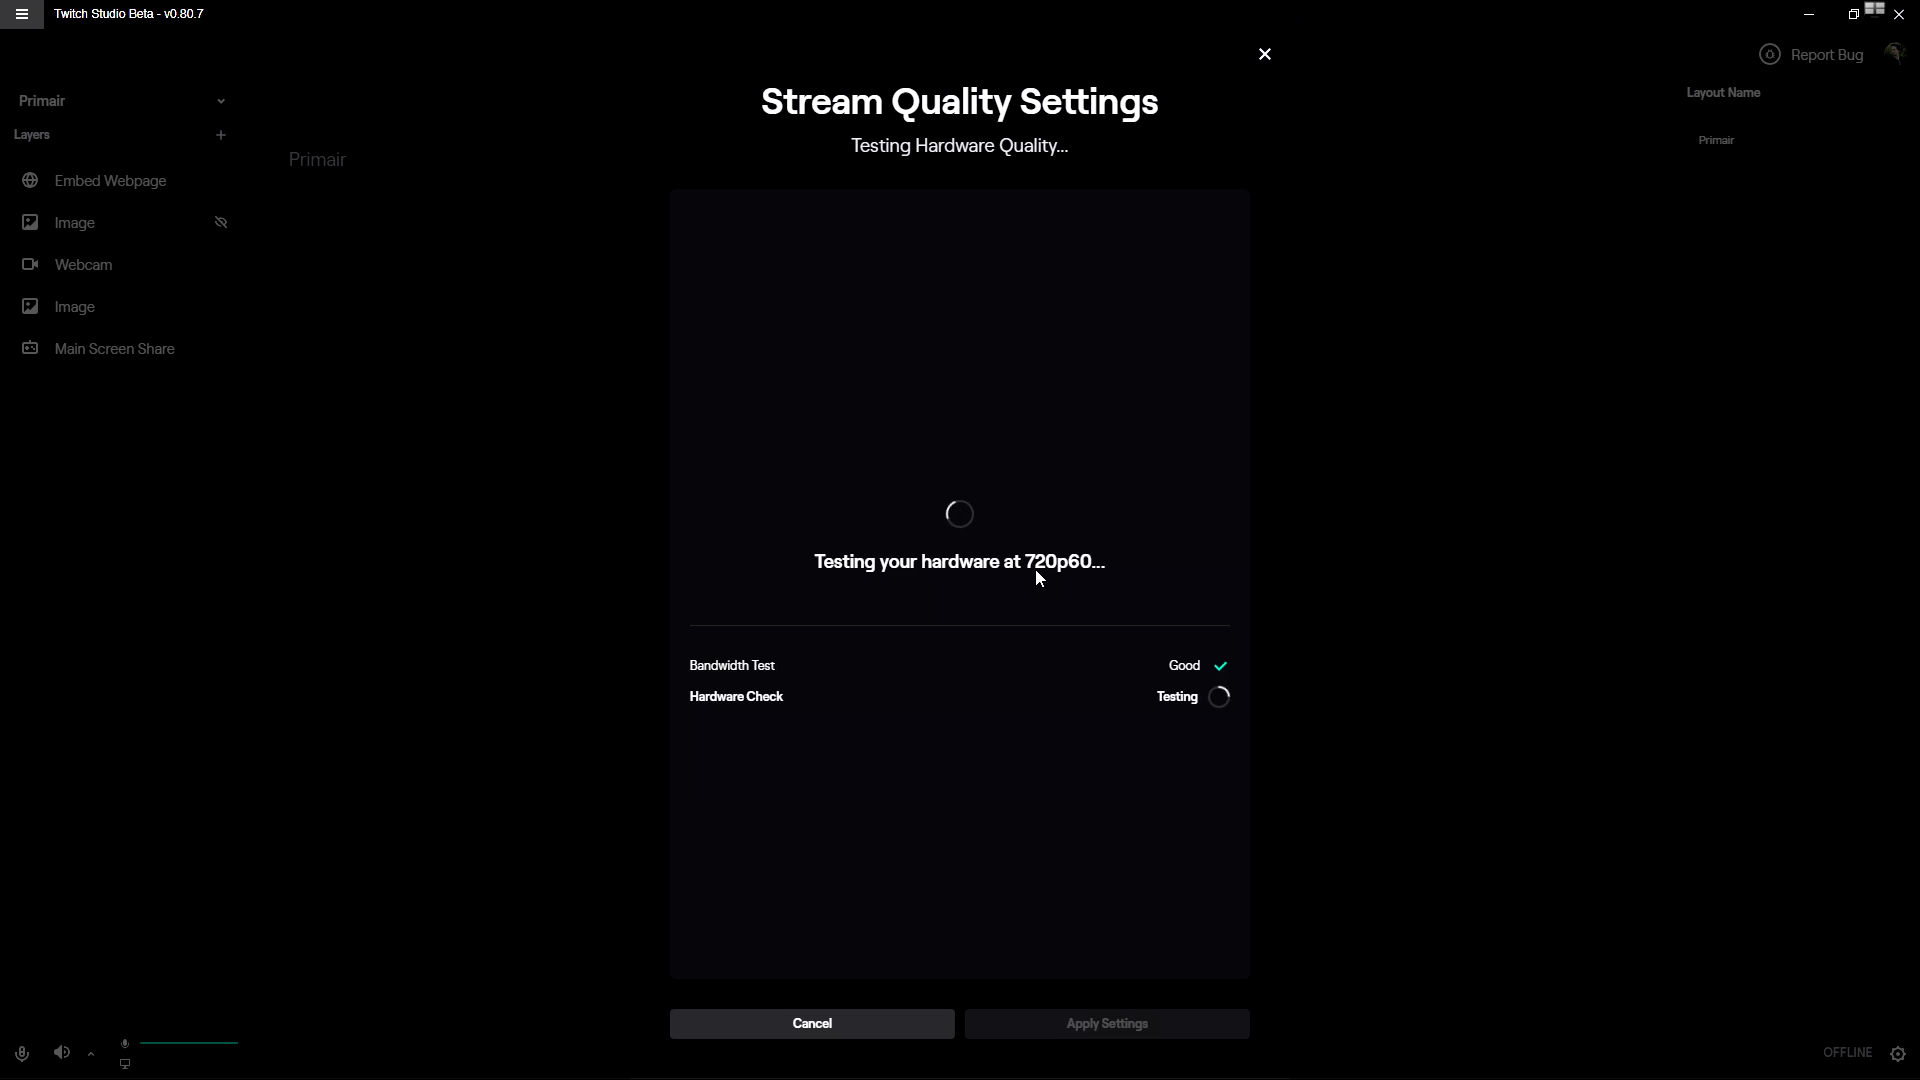 Twitch Studio Beta - v0.80.7
Report Bug
Stream Quality Settings
Testing Hardware Quality...
Primair
Layers
Primair
Embed Webpage
Image
Webcam
Image
Main Screen Share
Layout Name
Primair
Testing your hardware at 720p60...
Bandwidth Test Good
Hardware Check Testing
Cancel Apply Settings
OFFLINE